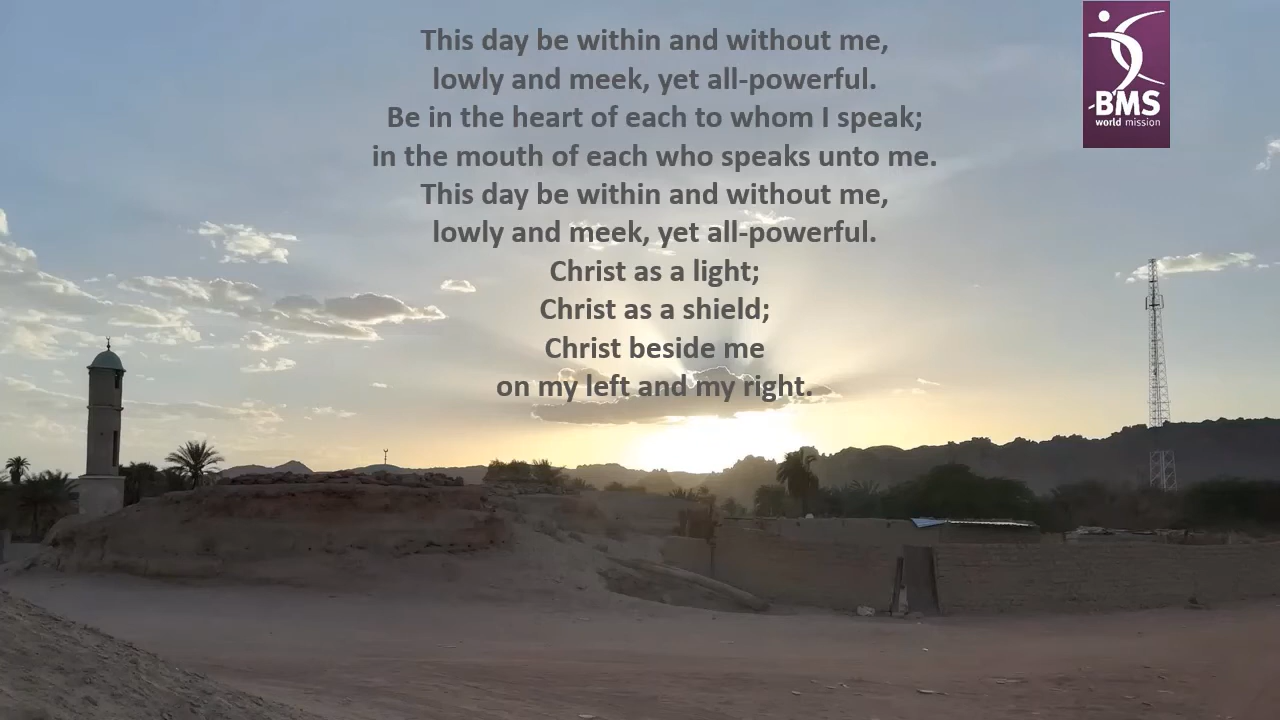 This day be within and without me,
lowly and meek, yet all-powerful.
Be in the heart of each to whom I speak;
in the mouth of each who speaks unto me.
This day be within and without me,
lowly and meek, yet all-powerful.
Christ as a light;
Christ as a shield;
Christ beside me
on my left and my right.
BMS
world mission